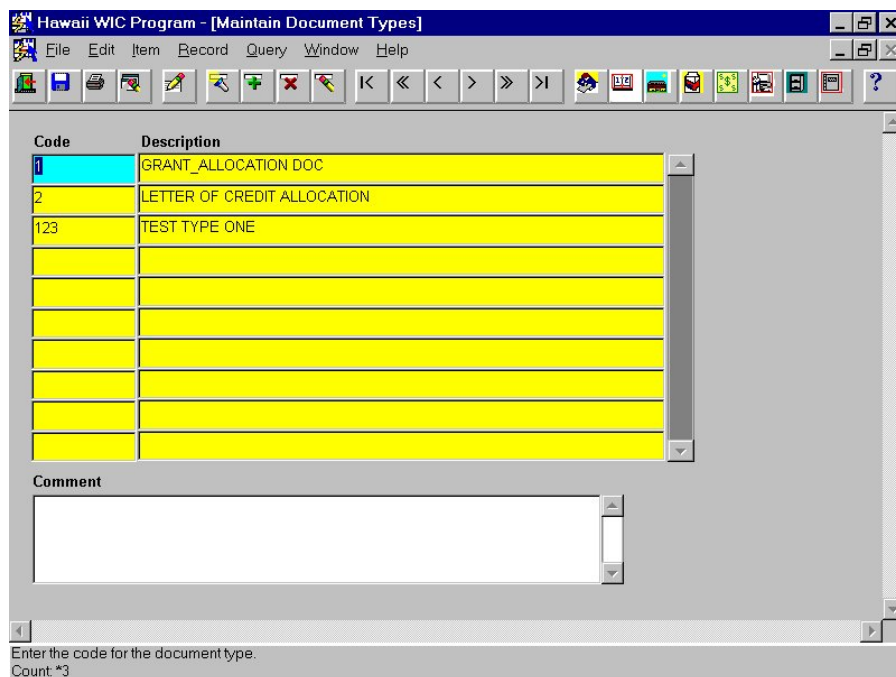 Hawaii WIC Program - [Maintain Document Types]
File Edit Item Record Query Window Help
Code Description
1 GRANT_ALLOCATION DOC
2 LETTER OF CREDIT ALLOCATION
123 TEST TYPE ONE
Comment
Enter the code for the document type.
Count: *3